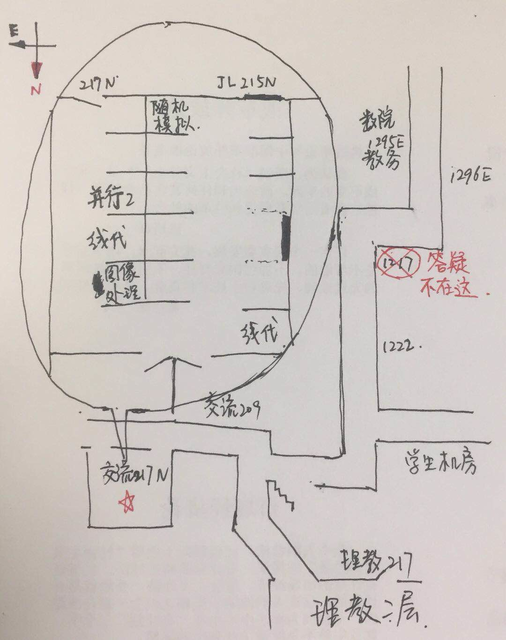 E
N
217N
JL 215N
随机
模拟.
数院
1295E
教务
1296E
并行2
线代
图像
处理
1217
答疑
不在这.
线代
1222.
交流209
交流217N
学生机房
理教217
理教二层.